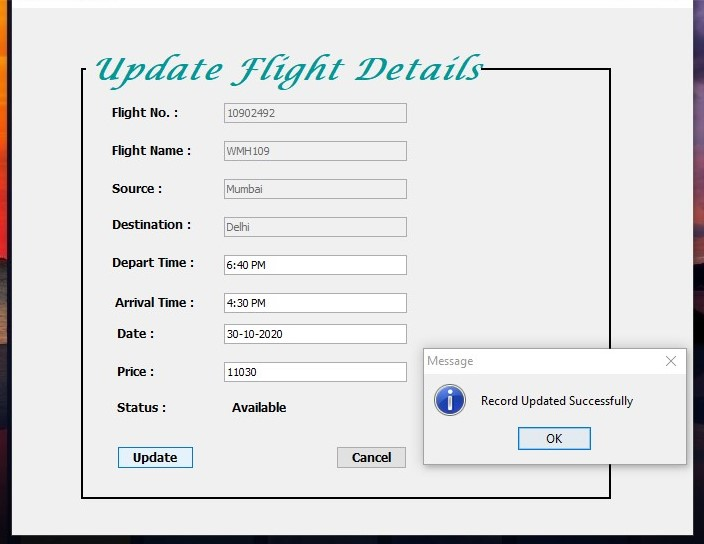 Update Flight Details
Flight No. : 10902492
Flight Name : WMH109
Source : Mumbai
Destination : Delhi
Depart Time : 6:40 PM
Arrival Time : 4:30 PM
Date : 30-10-2020
Price : 11030
Status : Available
Update Cancel
Message
Record Updated Successfully
OK